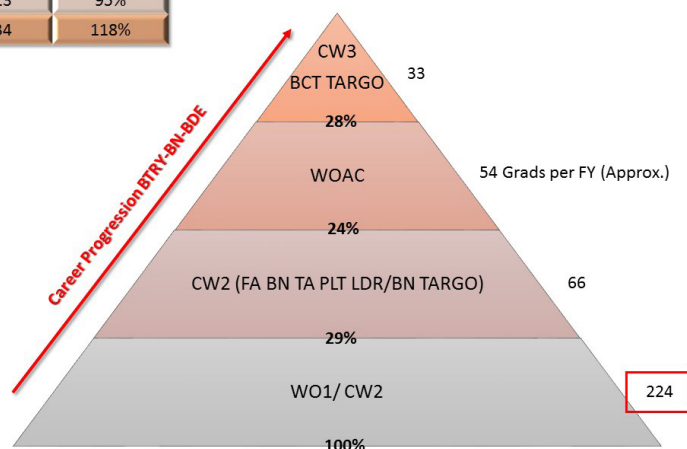 95%
118%
CW3
BCT TARGO
33
28%
WOAC
54 Grads per FY (Approx.)
24%
CW2 (FA BN TA PLT LDR/BN TARGO)
66
29%
WO1/ CW2
224
100%
Career Progression BTRY-BN-BDE